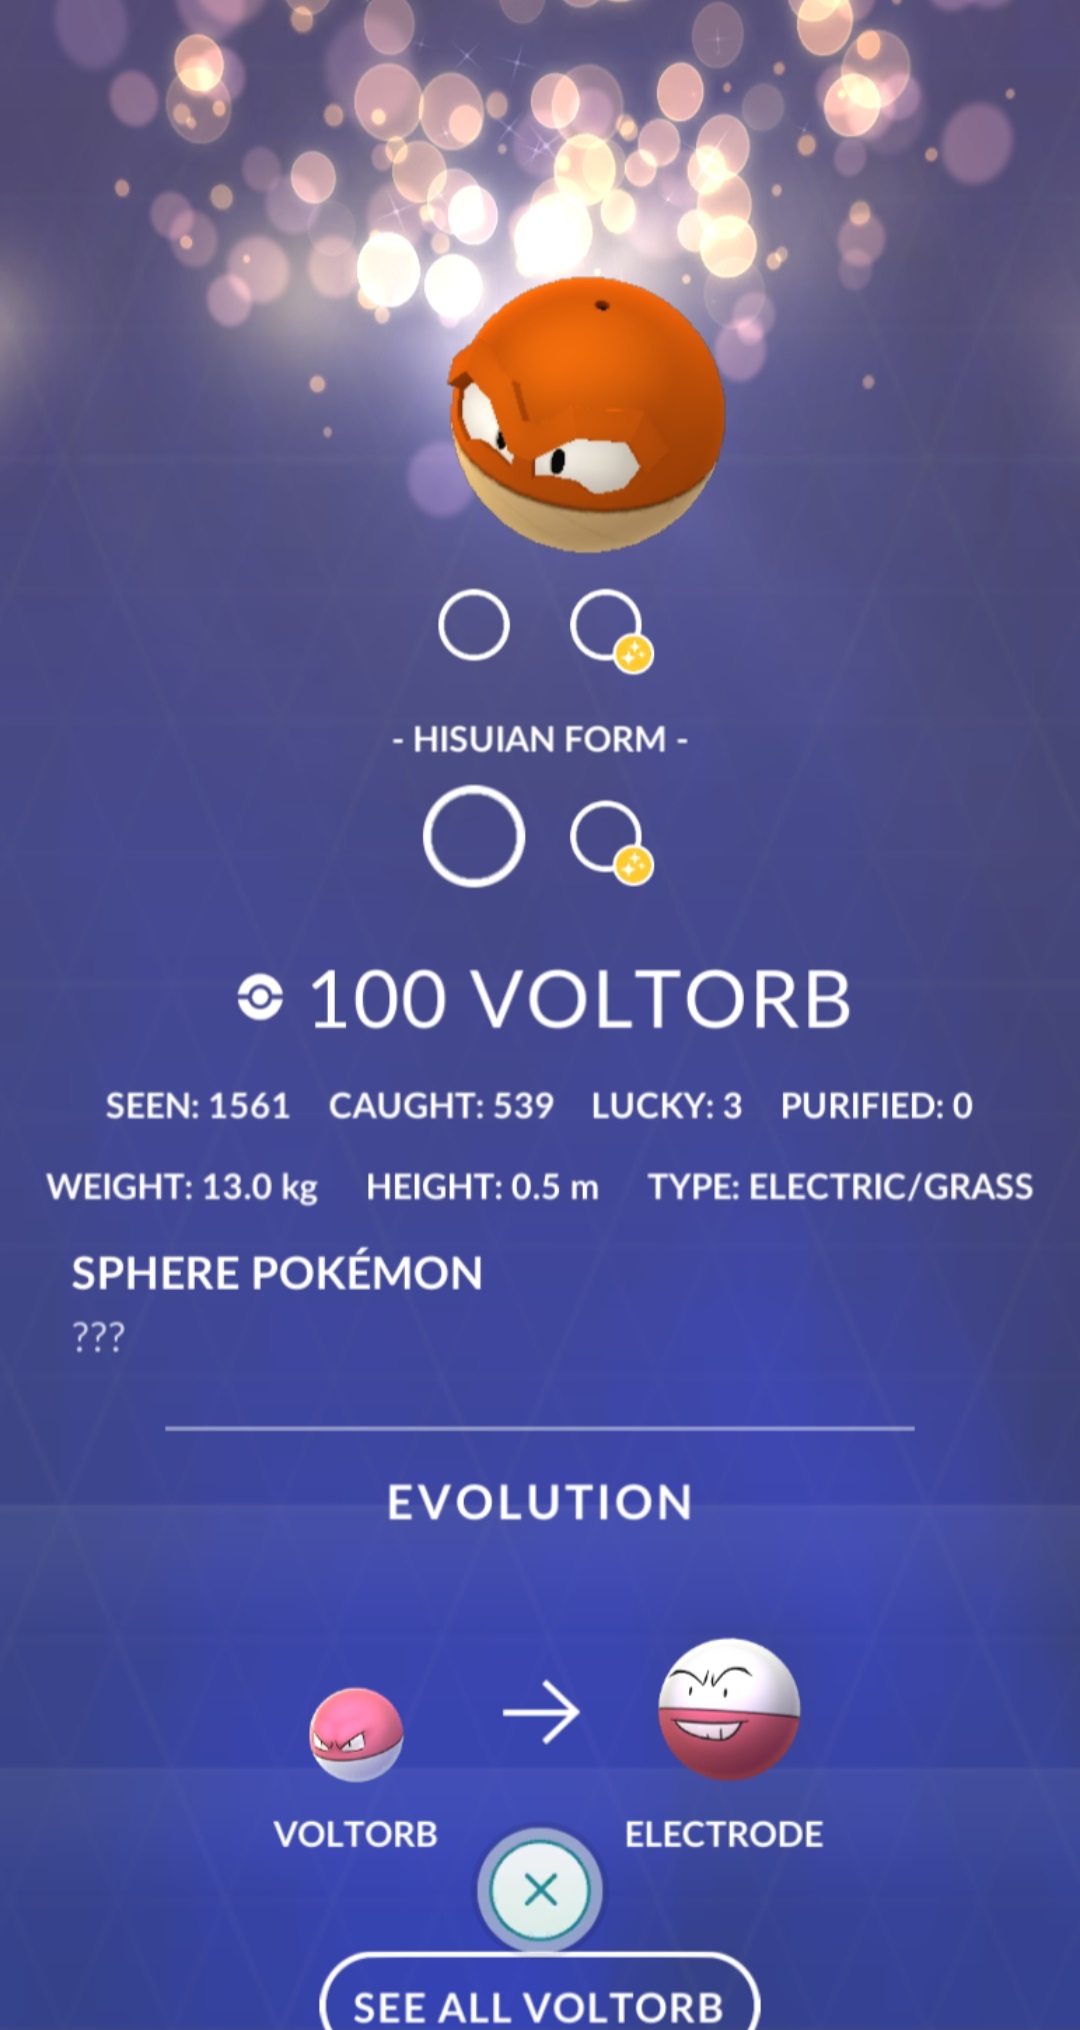 - HISUIAN FORM -
100 VOLTORB
SEEN: 1561 CAUGHT: 539 LUCKY: 3 PURIFIED: 0
WEIGHT: 13.0 kg HEIGHT: 0.5 m TYPE: ELECTRIC/GRASS
SPHERE POKÉMON
???
EVOLUTION
VOLTORB ELECTRODE
SEE ALL VOLTORB